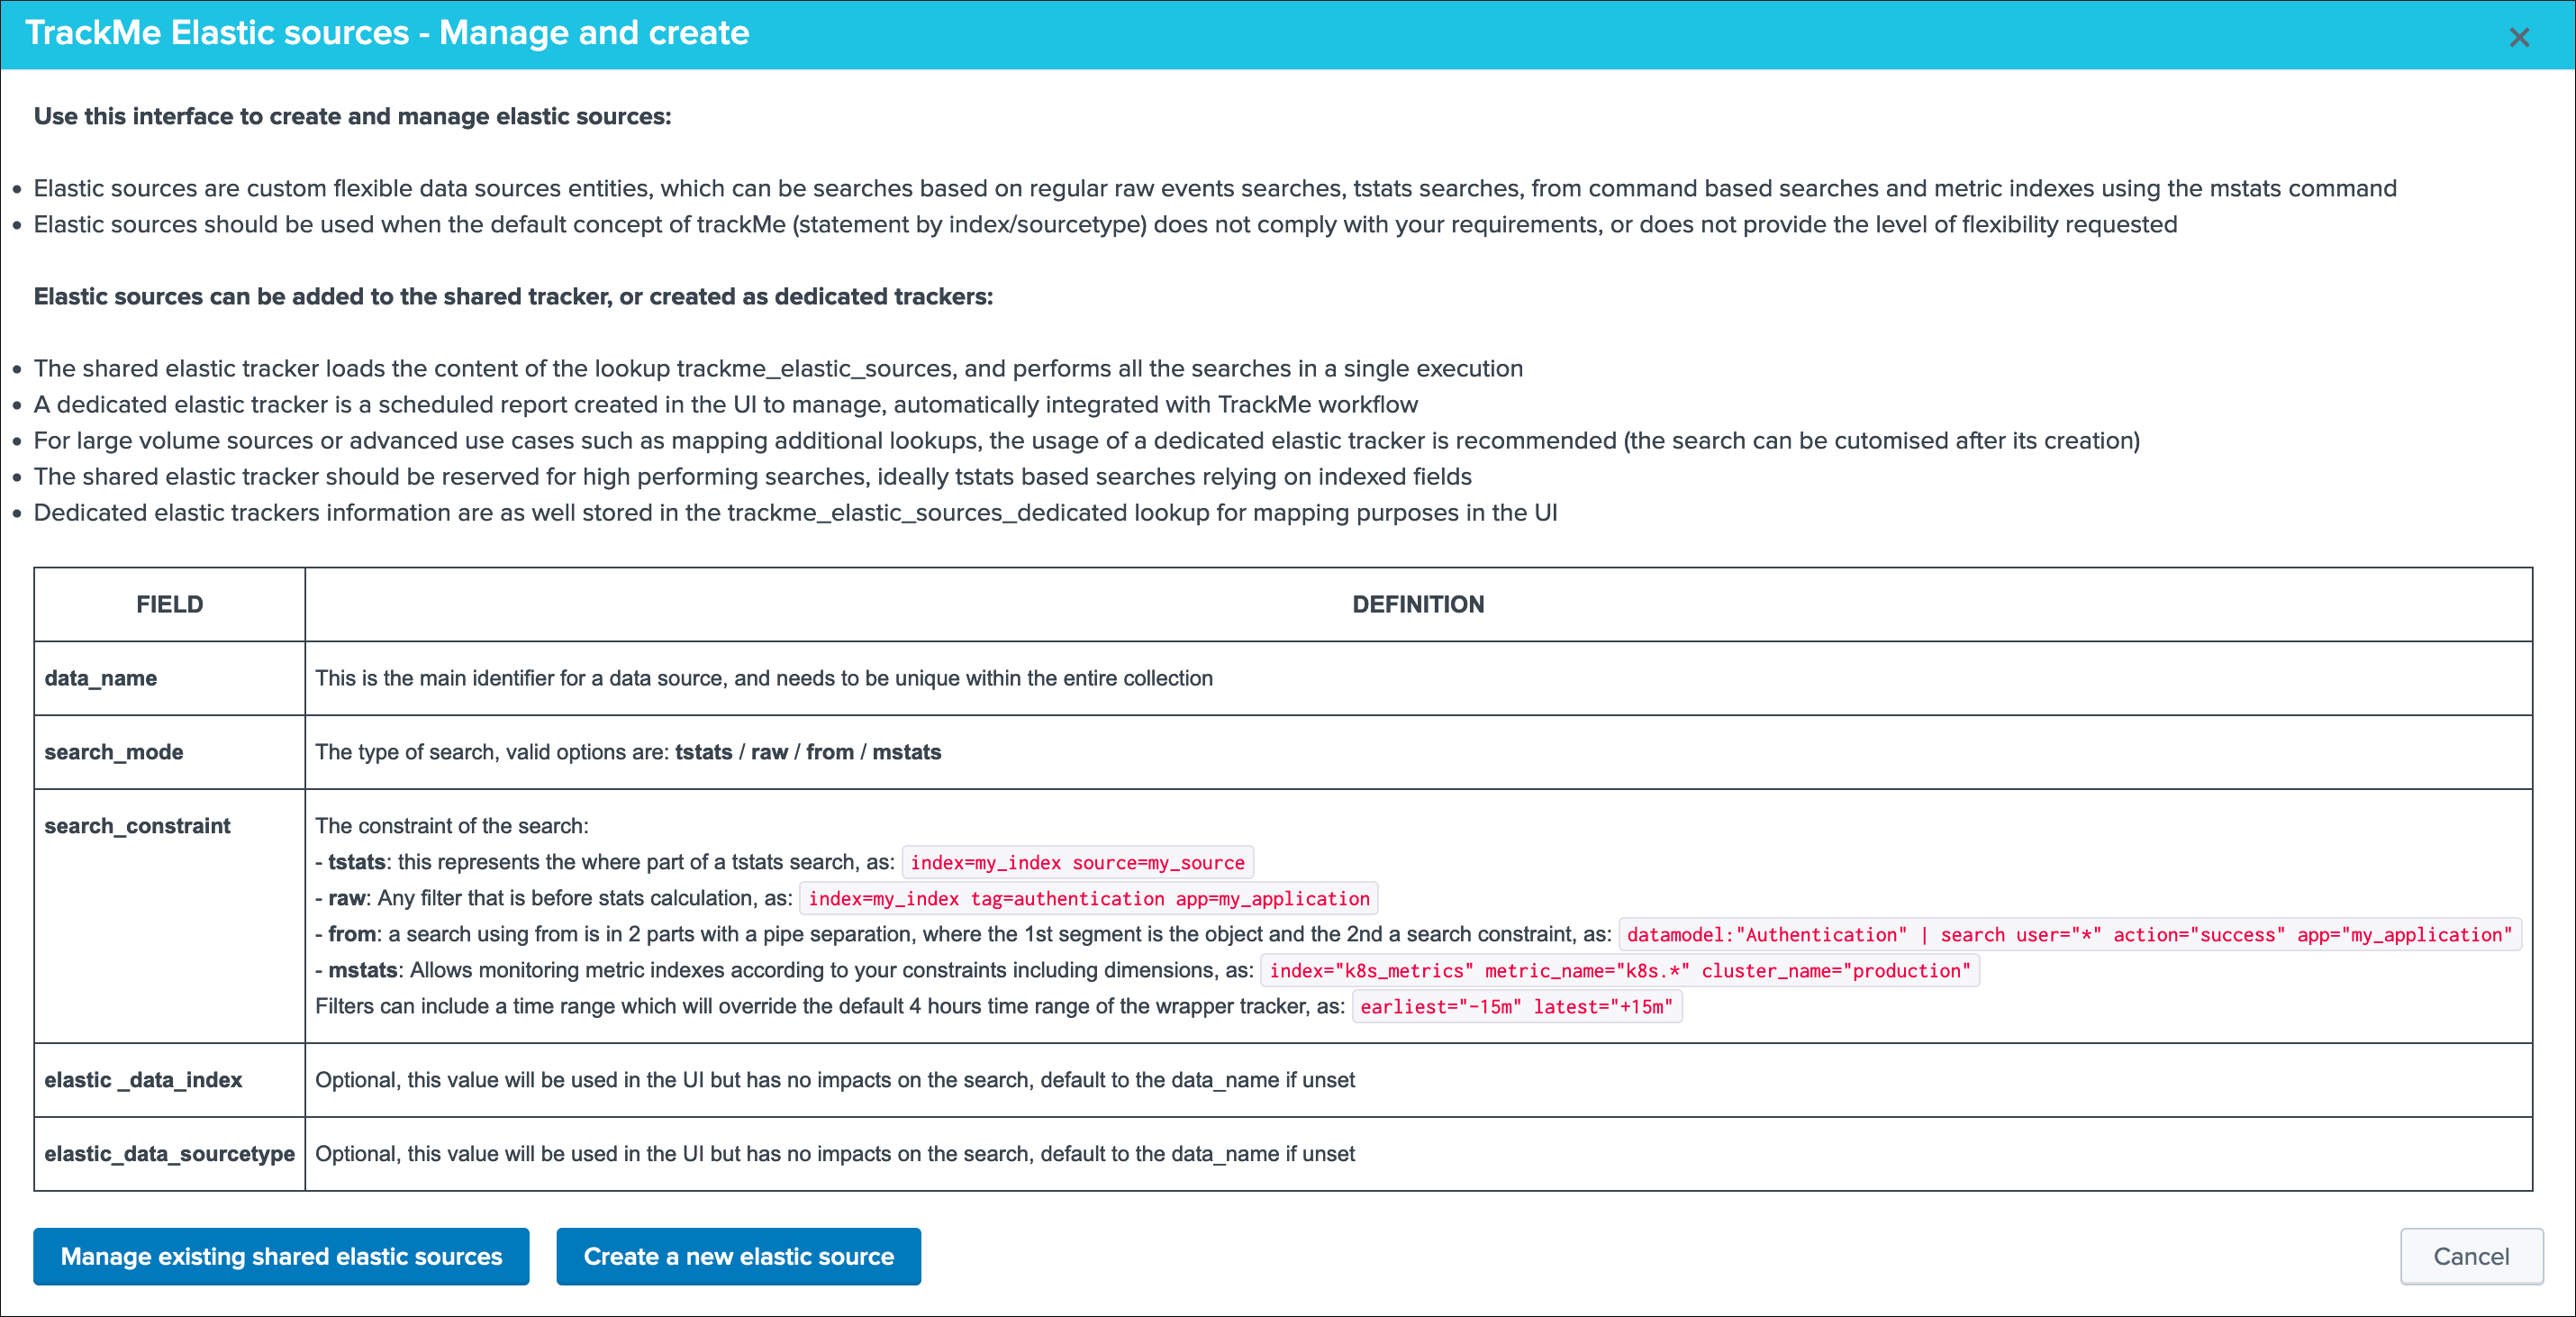 TrackMe Elastic sources - Manage and create
Use this interface to create and manage elastic sources:
• Elastic sources are custom flexible data sources entities, which can be searches based on regular raw events searches, tstats searches, from command based searches and metric indexes using the mstats command
• Elastic sources should be used when the default concept of trackMe (statement by index/sourcetype) does not comply with your requirements, or does not provide the level of flexibility requested
Elastic sources can be added to the shared tracker, or created as dedicated trackers:
• The shared elastic tracker loads the content of the lookup trackme_elastic_sources, and performs all the searches in a single execution
• A dedicated elastic tracker is a scheduled report created in the UI to manage, automatically integrated with TrackMe workflow
• For large volume sources or advanced use cases such as mapping additional lookups, the usage of a dedicated elastic tracker is recommended (the search can be cutomised after its creation)
• The shared elastic tracker should be reserved for high performing searches, ideally tstats based searches relying on indexed fields
• Dedicated elastic trackers information are as well stored in the trackme_elastic_sources_dedicated lookup for mapping purposes in the UI
FIELD DEFINITION
data_name This is the main identifier for a data source, and needs to be unique within the entire collection
search_mode The type of search, valid options are: tstats / raw / from / mstats
search_constraint The constraint of the search:
- tstats: this represents the where part of a tstats search, as: index=my_index source=my_source
- raw: Any filter that is before stats calculation, as: index=my_index tag=authentication app=my_application
- from: a search using from is in 2 parts with a pipe separation, where the 1st segment is the object and the 2nd a search constraint, as: datamodel:"Authentication" | search user="*" action="success" app="my_application"
- mstats: Allows monitoring metric indexes according to your constraints including dimensions, as: index="k8s_metrics" metric_name="k8s.*" cluster_name="production"
Filters can include a time range which will override the default 4 hours time range of the wrapper tracker, as: earliest="-15m" latest="+15m"
elastic _data_index Optional, this value will be used in the UI but has no impacts on the search, default to the data_name if unset
elastic_data_sourcetype Optional, this value will be used in the UI but has no impacts on the search, default to the data_name if unset
Manage existing shared elastic sources Create a new elastic source Cancel